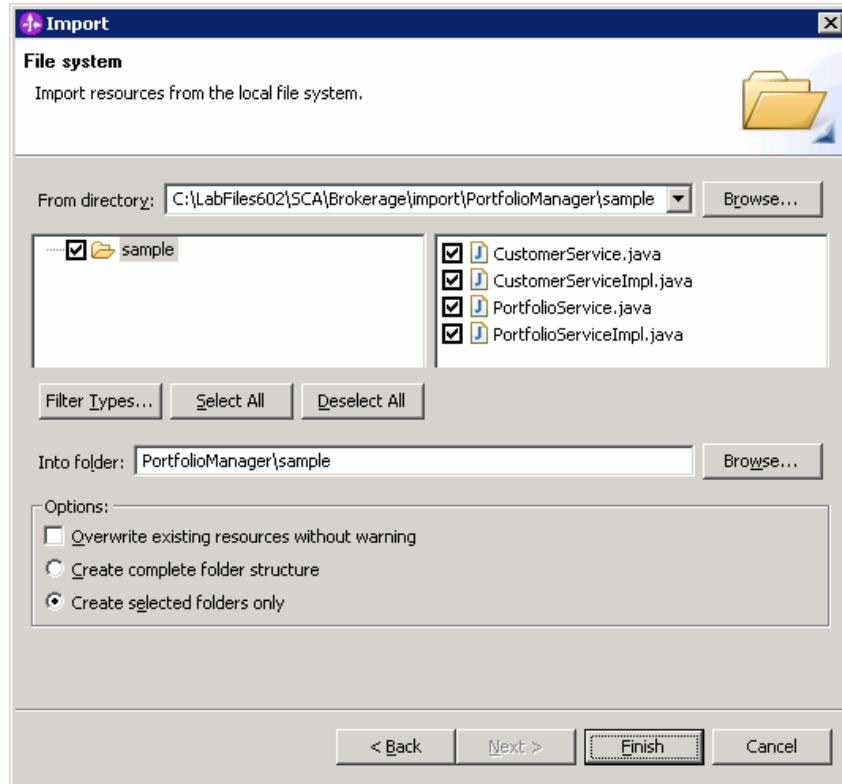 Import
File system
Import resources from the local file system.
From directory: C:\LabFiles602\SCA\Brokerage\import\PortfolioManager\sample Browse...
sample
CustomerService.java
CustomerServiceImpl.java
PortfolioService.java
PortfolioServiceImpl.java
Filter Types... Select All Deselect All
Into folder: PortfolioManager\sample Browse...
Options:
Overwrite existing resources without warning
Create complete folder structure
Create selected folders only
< Back Next > Finish Cancel